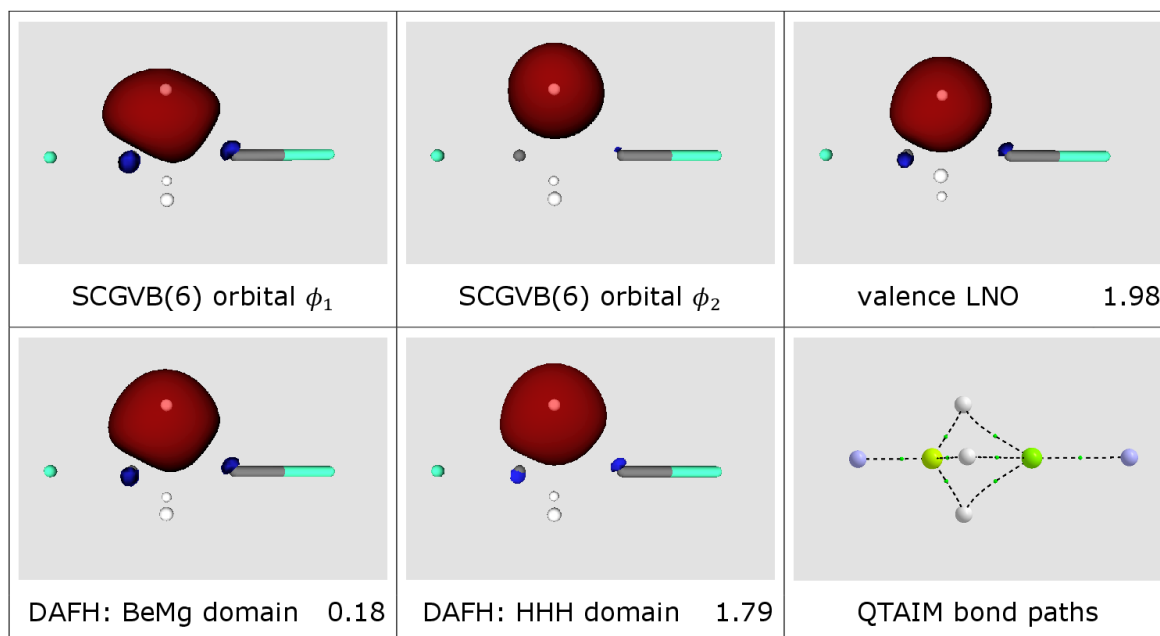 SCGVB(6) orbital ϕ₁
SCGVB(6) orbital ϕ₂
valence LNO 1.98
DAFH: BeMg domain 0.18
DAFH: HHH domain 1.79
QTAIM bond paths